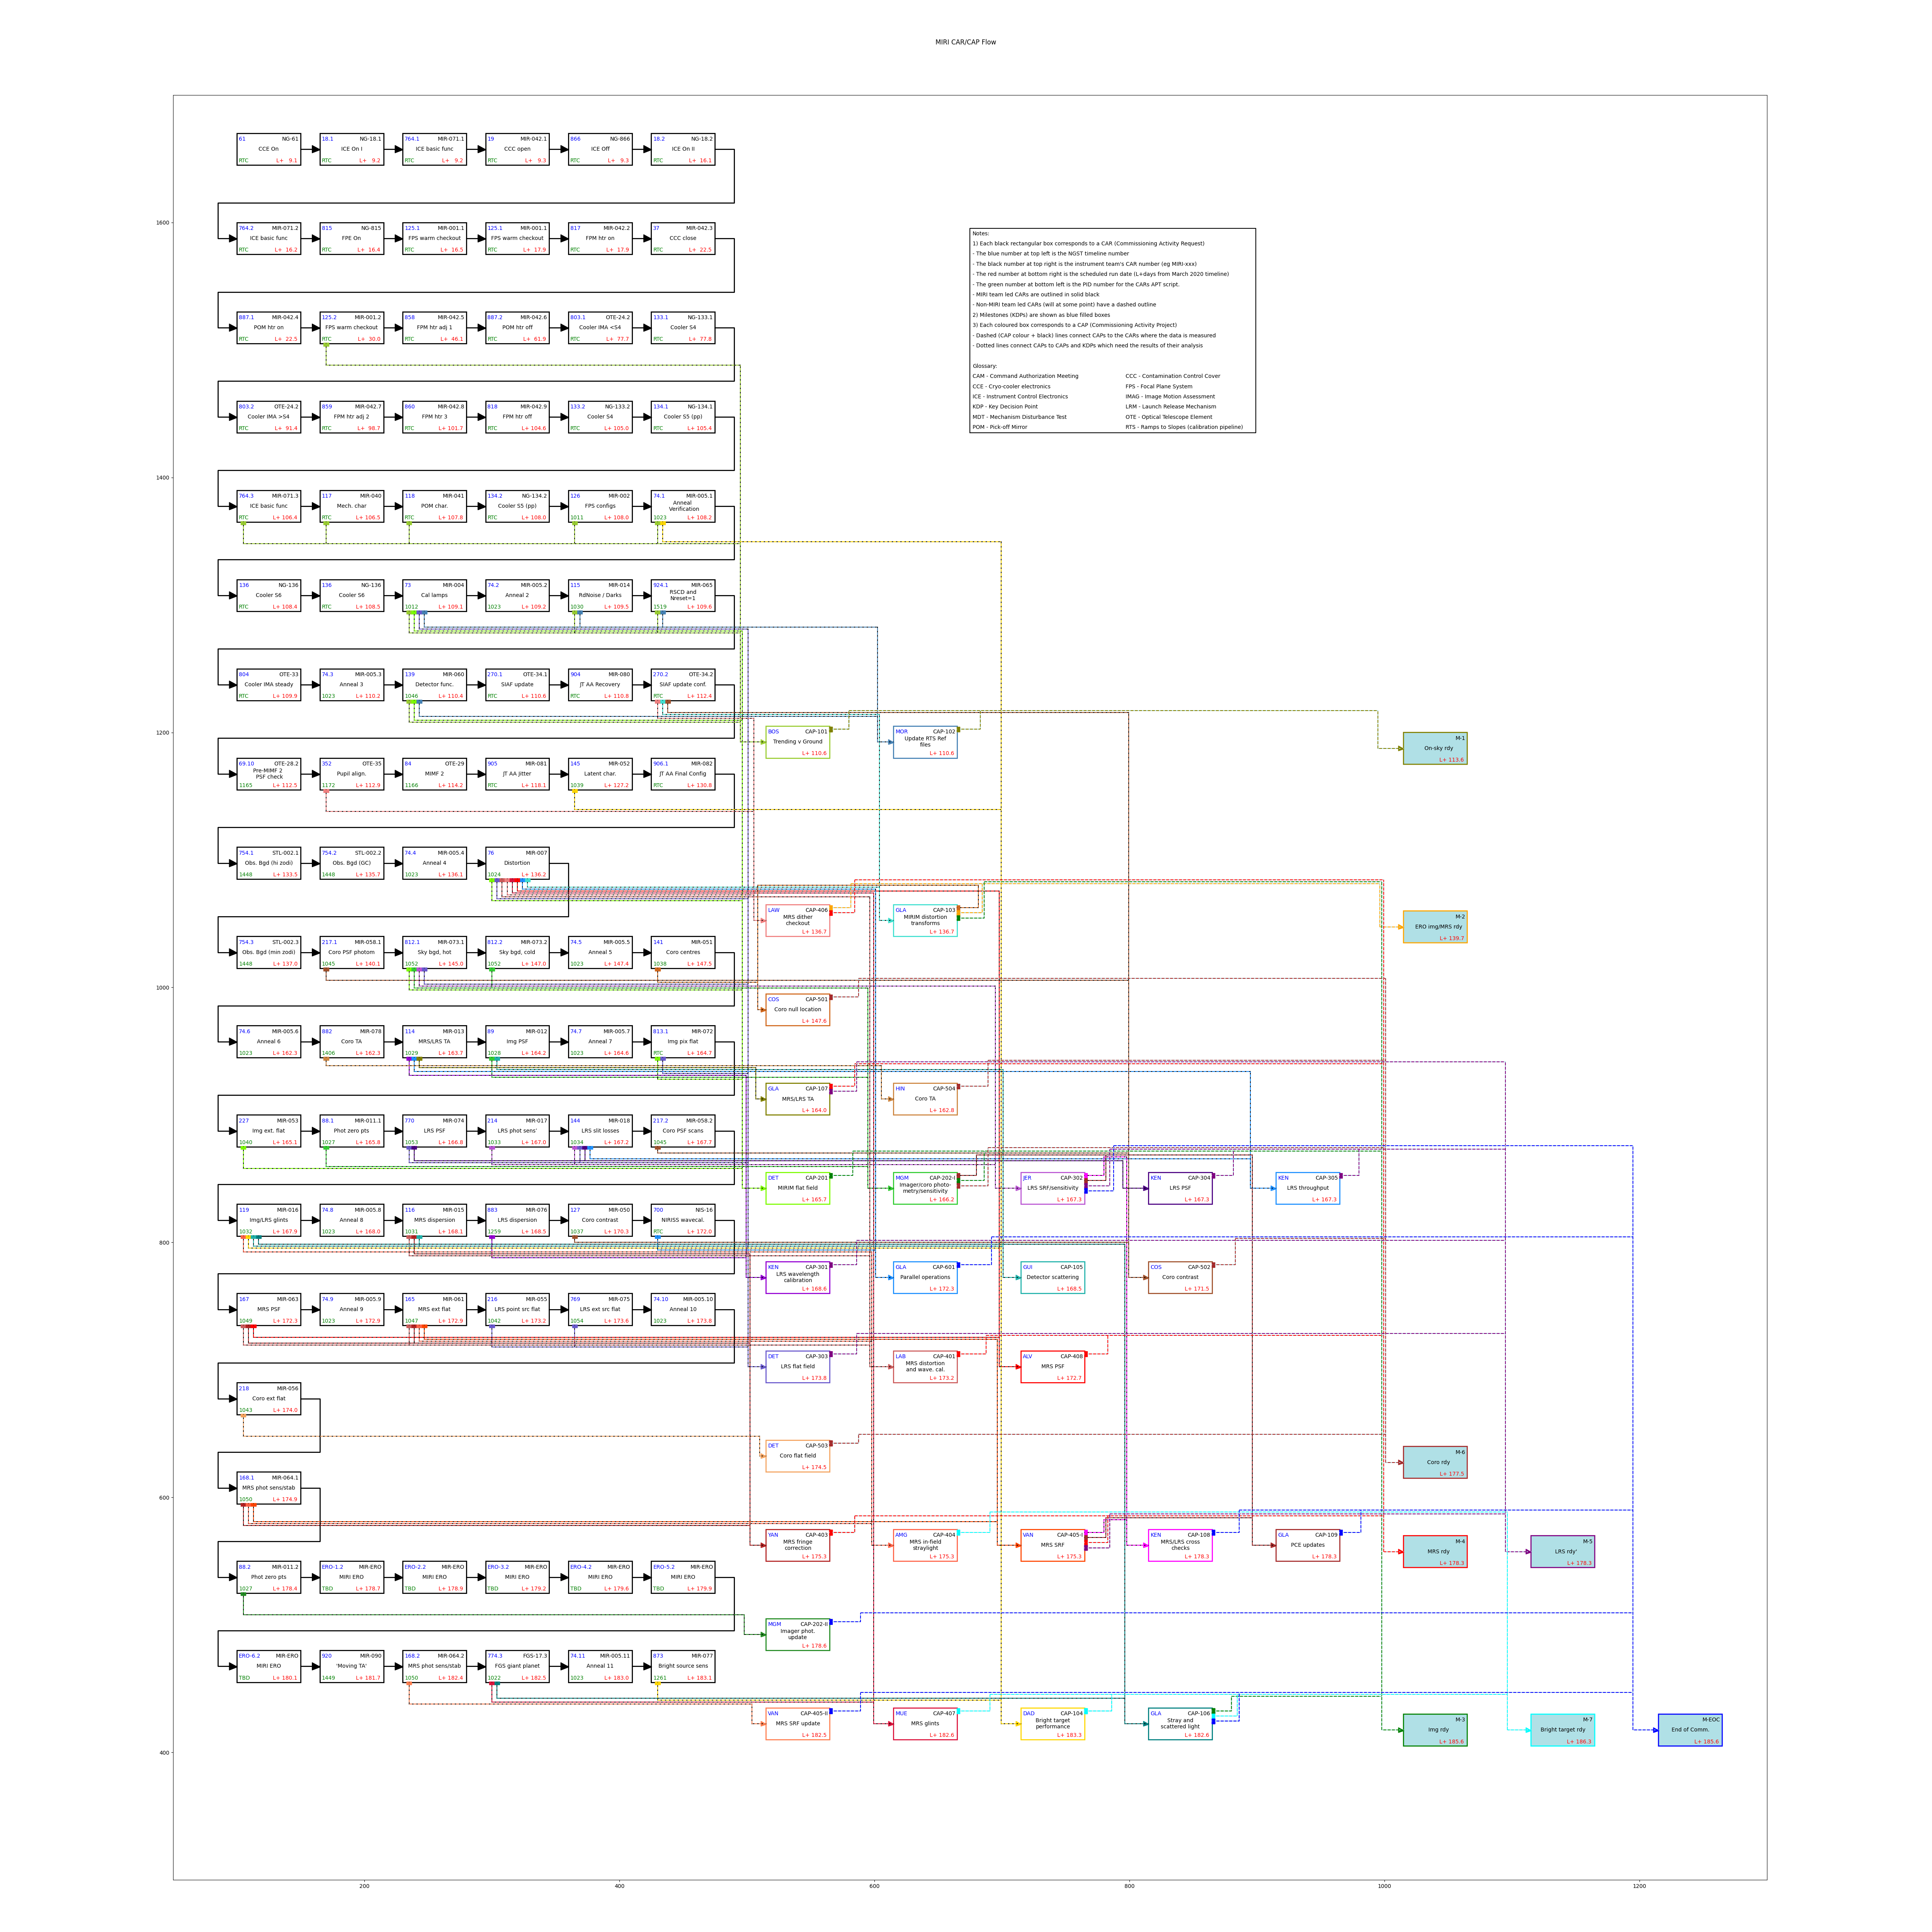 MIRI CAR/CAP Flow
61 NG-61
CCE On
RTC L+ 9.1
18.1 NG-18.1
ICE On I
RTC L+ 9.2
764.1 MIR-071.1
ICE basic func
RTC L+ 9.2
19 MIR-042.1
CCC open
RTC L+ 9.3
866 NG-866
ICE Off
RTC L+ 9.3
18.2 NG-18.2
ICE On II
RTC L+ 16.1
1600
764.2 MIR-071.2
ICE basic func
RTC L+ 16.2
815 NG-815
FPE On
RTC L+ 16.4
125.1 MIR-001.1
FPS warm checkout
RTC L+ 16.5
125.1 MIR-001.1
FPS warm checkout
RTC L+ 17.9
817 MIR-042.2
FPM htr on
RTC L+ 17.9
37 MIR-042.3
CCC close
RTC L+ 22.5
Notes:
1) Each black rectangular box corresponds to a CAR (Commissioning Activity Request)
- The blue number at top left is the NGST timeline number
- The black number at top right is the instrument team's CAR number (eg MIRI-xxx)
- The red number at bottom right is the scheduled run date (L+days from March 2020 timeline)
- The green number at bottom left is the PID number for the CARs APT script.
- MIRI team led CARs are outlined in solid black
- Non-MIRI team led CARs (will at some point) have a dashed outline
2) Milestones (KDPs) are shown as blue filled boxes
3) Each coloured box corresponds to a CAP (Commissioning Activity Project)
- Dashed (CAP colour + black) lines connect CAPs to the CARs where the data is measured
- Dotted lines connect CAPs to CAPs and KDPs which need the results of their analysis
Glossary:
CAM - Command Authorization Meeting CCC - Contamination Control Cover
CCE - Cryo-cooler electronics FPS - Focal Plane System
ICE - Instrument Control Electronics IMAG - Image Motion Assessment
KDP - Key Decision Point LRM - Launch Release Mechanism
MDT - Mechanism Disturbance Test OTE - Optical Telescope Element
POM - Pick-off Mirror RTS - Ramps to Slopes (calibration pipeline)
887.1 MIR-042.4
POM htr on
RTC L+ 22.5
125.2 MIR-001.2
FPS warm checkout
RTC L+ 30.0
858 MIR-042.5
FPM htr adj 1
RTC L+ 46.1
887.2 MIR-042.6
POM htr off
RTC L+ 61.9
803.1 OTE-24.2
Cooler IMA <S4
RTC L+ 77.7
133.1 NG-133.1
Cooler S4
RTC L+ 77.8
803.2 OTE-24.2
Cooler IMA >S4
RTC L+ 91.4
859 MIR-042.7
FPM htr adj 2
RTC L+ 98.7
860 MIR-042.8
FPM htr 3
RTC L+ 101.7
818 MIR-042.9
FPM htr off
RTC L+ 104.6
133.2 NG-133.2
Cooler S4
RTC L+ 105.0
134.1 NG-134.1
Cooler S5 (pp)
RTC L+ 105.4
1400
764.3 MIR-071.3
ICE basic func
RTC L+ 106.4
117 MIR-040
Mech. char
RTC L+ 106.5
118 MIR-041
POM char.
RTC L+ 107.8
134.2 NG-134.2
Cooler S5 (pp)
RTC L+ 108.0
126 MIR-002
FPS configs
1011 L+ 108.0
74.1 MIR-005.1
Anneal
Verification
1023 L+ 108.2
136 NG-136
Cooler S6
RTC L+ 108.4
136 NG-136
Cooler S6
RTC L+ 108.5
73 MIR-004
Cal lamps
1012 L+ 109.1
74.2 MIR-005.2
Anneal 2
1023 L+ 109.2
115 MIR-014
RdNoise / Darks
1030 L+ 109.5
924.1 MIR-065
RSCD and
Nreset=1
1519 L+ 109.6
804 OTE-33
Cooler IMA steady
RTC L+ 109.9
74.3 MIR-005.3
Anneal 3
1023 L+ 110.2
139 MIR-060
Detector func.
1046 L+ 110.4
270.1 OTE-34.1
SIAF update
RTC L+ 110.6
904 MIR-080
JT AA Recovery
RTC L+ 110.8
270.2 OTE-34.2
SIAF update conf.
RTC L+ 112.4
1200
BOS CAP-101
Trending v Ground
L+ 110.6
MOR CAP-102
Update RTS Ref
files
L+ 110.6
M-1
On-sky rdy
L+ 113.6
69,10 OTE-28.2
Pre-MIMF 2
PSF check
1165 L+ 112.5
352 OTE-35
Pupil align.
1172 L+ 112.9
84 OTE-29
MIMF 2
1166 L+ 114.2
905 MIR-081
JT AA Jitter
RTC L+ 118.1
145 MIR-052
Latent char.
1039 L+ 127.2
906.1 MIR-082
JT AA Final Config
RTC L+ 130.8
754.1 STL-002.1
Obs. Bgd (hi zodi)
1448 L+ 133.5
754.2 STL-002.2
Obs. Bgd (GC)
1448 L+ 135.7
74.4 MIR-005.4
Anneal 4
1023 L+ 136.1
76 MIR-007
Distortion
1024 L+ 136.2
LAW CAP-406
MRS dither
checkout
L+ 136.7
GLA CAP-103
MIRIM distortion
transforms
L+ 136.7
M-2
ERO img/MRS rdy
L+ 139.7
754.3 STL-002.3
Obs. Bgd (min zodi)
1448 L+ 137.0
217.1 MIR-058.1
Coro PSF photom
1045 L+ 140.1
812.1 MIR-073.1
Sky bgd, hot
1052 L+ 145.0
812.2 MIR-073.2
Sky bgd, cold
1052 L+ 147.0
74.5 MIR-005.5
Anneal 5
1023 L+ 147.4
141 MIR-051
Coro centres
1038 L+ 147.5
1000
COS CAP-501
Coro null location
L+ 147.6
74.6 MIR-005.6
Anneal 6
1023 L+ 162.3
882 MIR-078
Coro TA
1406 L+ 162.3
114 MIR-013
MRS/LRS TA
1029 L+ 163.7
89 MIR-012
Img PSF
1028 L+ 164.2
74.7 MIR-005.7
Anneal 7
1023 L+ 164.6
813.1 MIR-072
Img pix flat
RTC L+ 164.7
GLA CAP-107
MRS/LRS TA
L+ 164.0
HIN CAP-504
Coro TA
L+ 162.8
227 MIR-053
Img ext. flat
1040 L+ 165.1
88.1 MIR-011.1
Phot zero pts
1027 L+ 165.8
770 MIR-074
LRS PSF
1053 L+ 166.8
214 MIR-017
LRS phot sens'
1033 L+ 167.0
144 MIR-018
LRS slit losses
1034 L+ 167.2
217.2 MIR-058.2
Coro PSF scans
1045 L+ 167.7
DET CAP-201
MIRIM flat field
L+ 165.7
MGM CAP-202-I
Imager/coro photo-
metry/sensitivity
L+ 166.2
JER CAP-302
LRS SRF/sensitivity
L+ 167.3
KEN CAP-304
LRS PSF
L+ 167.3
KEN CAP-305
LRS throughput
L+ 167.3
119 MIR-016
Img/LRS glints
1032 L+ 167.9
74.8 MIR-005.8
Anneal 8
1023 L+ 168.0
116 MIR-015
MRS dispersion
1031 L+ 168.1
883 MIR-076
LRS dispersion
1259 L+ 168.5
127 MIR-050
Coro contrast
1037 L+ 170.3
700 NIS-16
NIRISS wavecal.
L+ 172.0
800
KEN CAP-301
LRS wavelength
calibration
L+ 168.6
GLA CAP-601
Parallel operations
L+ 172.3
GUI CAP-105
Detector scattering
L+ 168.5
COS CAP-502
Coro contrast
L+ 171.5
167 MIR-063
MRS PSF
1049 L+ 172.3
74.9 MIR-005.9
Anneal 9
1023 L+ 172.9
165 MIR-061
MRS ext flat
1047 L+ 172.9
216 MIR-055
LRS point src flat
1042 L+ 173.2
769 MIR-075
LRS ext src flat
1054 L+ 173.6
74.10 MIR-005.10
Anneal 10
1023 L+ 173.8
DET CAP-303
LRS flat field
L+ 173.8
LAB CAP-401
MRS distortion
and wave. cal.
L+ 173.2
ALV CAP-408
MRS PSF
L+ 172.7
218 MIR-056
Coro ext flat
1043 L+ 174.0
DET CAP-503
Coro flat field
L+ 174.5
M-6
Coro rdy
L+ 177.5
168.1 MIR-064.1
MRS phot sens/stab
1050 L+ 174.9
600
YAN CAP-403
MRS fringe
correction
L+ 175.3
AMG CAP-404
MRS in-field
straylight
L+ 175.3
VAN CAP-405-I
MRS SRF
L+ 175.3
KEN CAP-108
MRS/LRS cross
checks
L+ 178.3
GLA CAP-109
PCE updates
L+ 178.3
M-4
MRS rdy
L+ 178.3
M-5
LRS rdy'
L+ 178.3
88.2 MIR-011.2
Phot zero pts
1027 L+ 178.4
ERO-1.2 MIR-ERO
MIRI ERO
TBD L+ 178.7
ERO-2.2 MIR-ERO
MIRI ERO
TBD L+ 178.9
ERO-3.2 MIR-ERO
MIRI ERO
TBD L+ 179.2
ERO-4.2 MIR-ERO
MIRI ERO
TBD L+ 179.6
ERO-5.2 MIR-ERO
MIRI ERO
TBD L+ 179.9
MGM CAP-202-II
Imager phot.
update
L+ 178.6
ERO-6.2 MIR-ERO
MIRI ERO
TBD L+ 180.1
920 MIR-090
'Moving TA'
1449 L+ 181.7
168.2 MIR-064.2
MRS phot sens/stab
1050 L+ 182.4
774.3 FGS-17.3
FGS giant planet
1022 L+ 182.5
74.11 MIR-005.11
Anneal 11
1023 L+ 183.0
873 MIR-077
Bright source sens
1261 L+ 183.1
VAN CAP-405-II
MRS SRF update
L+ 182.5
MUE CAP-407
MRS glints
L+ 182.6
DAD CAP-104
Bright target
performance
L+ 183.3
GLA CAP-106
Stray and
scattered light
L+ 182.6
M-3
Img rdy
L+ 185.6
M-7
Bright target rdy
L+ 186.3
M-EOC
End of Comm.
L+ 185.6
400
200 400 600 800 1000 1200